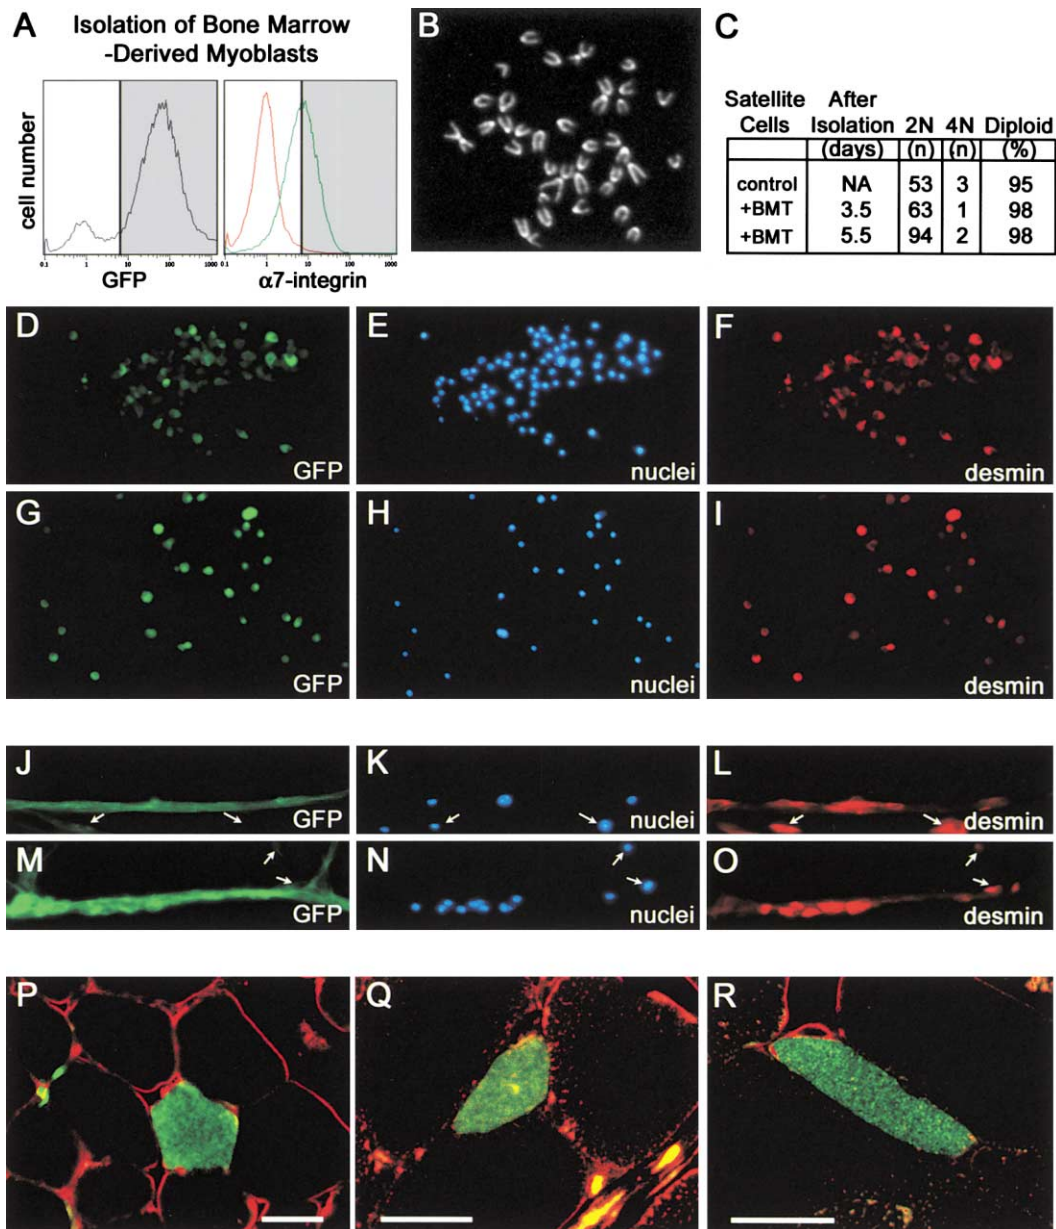 A
Isolation of Bone Marrow
-Derived Myoblasts
cell number
0.1 1 10 100 1000
GFP
0.1 1 10 100 1000
α7-integrin
B
C
Satellite Cells After Isolation (days) 2N (n) 4N (n) Diploid (%)
control NA 53 3 95
+BMT 3.5 63 1 98
+BMT 5.5 94 2 98
D GFP
E nuclei
F desmin
G GFP
H nuclei
I desmin
J GFP
K nuclei
L desmin
M GFP
N nuclei
O desmin
P
Q
R